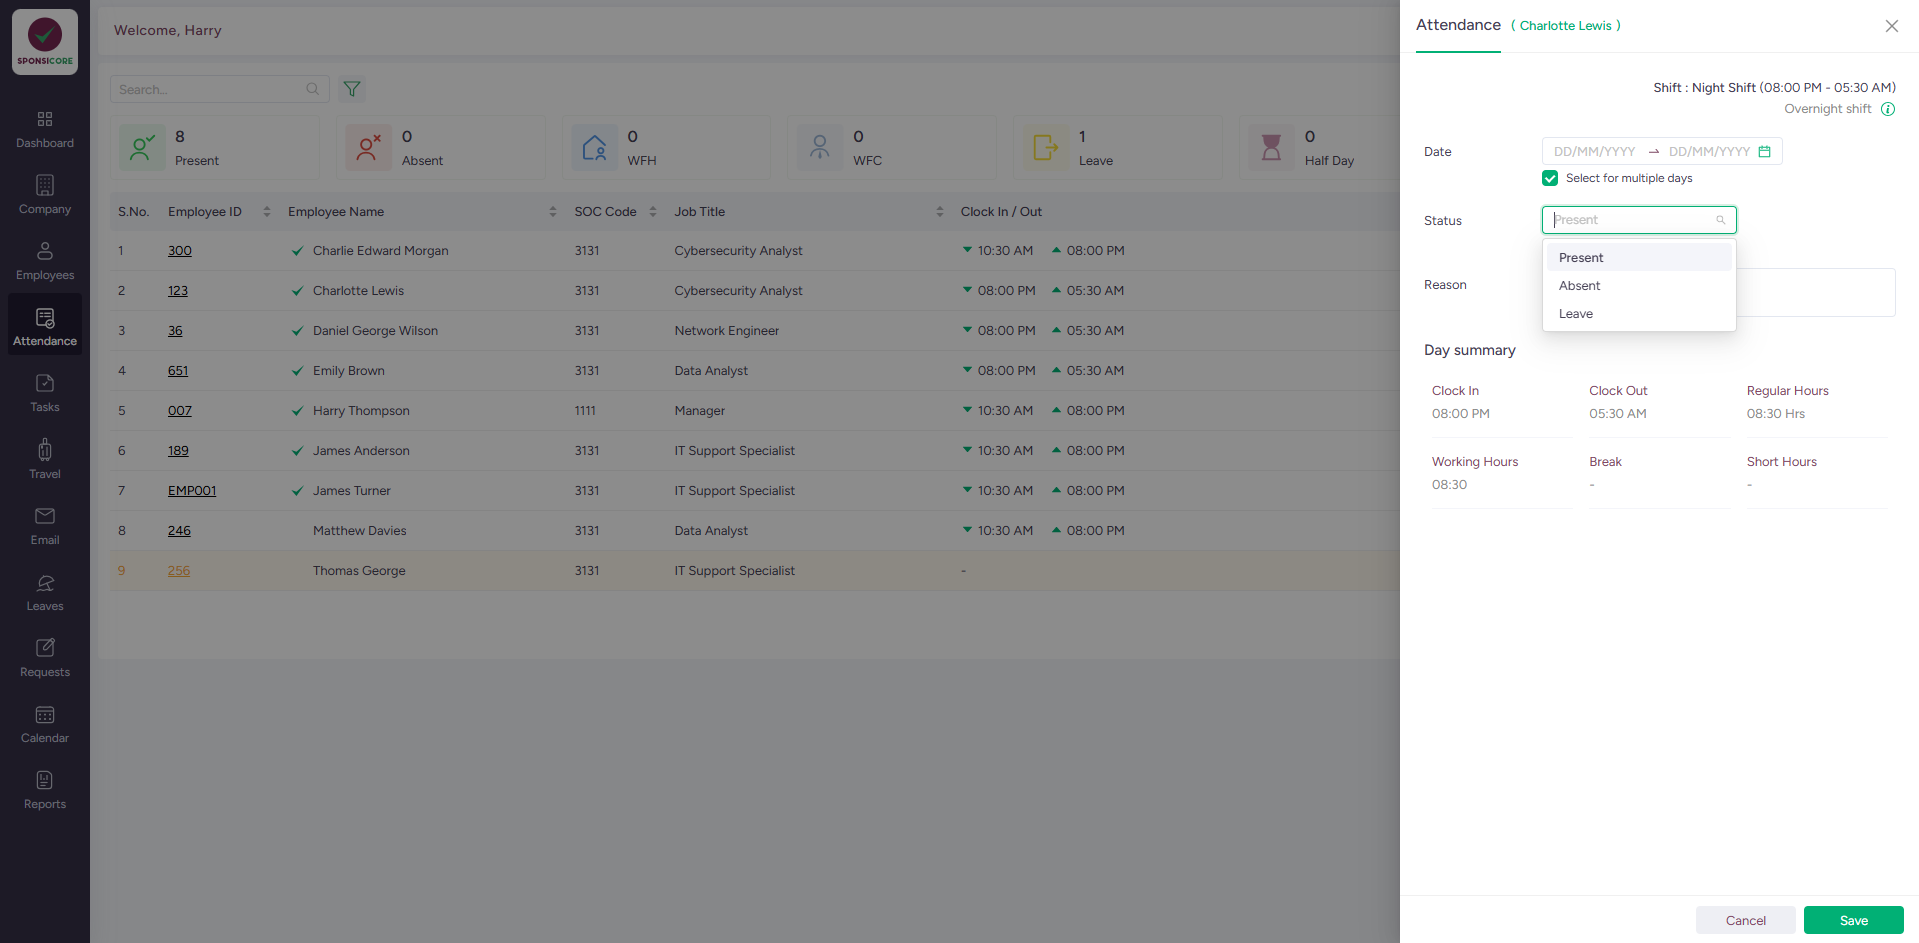 SPONSICORE
Dashboard
Company
Employees
Attendance
Tasks
Travel
Email
Leaves
Requests
Calendar
Reports
Welcome, Harry
Search...
8 Present
0 Absent
0 WFH
0 WFC
1 Leave
0 Half Day
S.No. Employee ID Employee Name SOC Code Job Title Clock In / Out
1 300 Charlie Edward Morgan 3131 Cybersecurity Analyst 10:30 AM 08:00 PM
2 123 Charlotte Lewis 3131 Cybersecurity Analyst 08:00 PM 05:30 AM
3 36 Daniel George Wilson 3131 Network Engineer 08:00 PM 05:30 AM
4 651 Emily Brown 3131 Data Analyst 08:00 PM 05:30 AM
5 007 Harry Thompson 1111 Manager 10:30 AM 08:00 PM
6 189 James Anderson 3131 IT Support Specialist 10:30 AM 08:00 PM
7 EMP001 James Turner 3131 IT Support Specialist 10:30 AM 08:00 PM
8 246 Matthew Davies 3131 Data Analyst 10:30 AM 08:00 PM
9 256 Thomas George 3131 IT Support Specialist -
Attendance ( Charlotte Lewis )
Shift : Night Shift (08:00 PM - 05:30 AM)
Overnight shift
Date DD/MM/YYYY → DD/MM/YYYY
Select for multiple days
Status Present
Present
Absent
Leave
Reason
Day summary
Clock In Clock Out Regular Hours
08:00 PM 05:30 AM 08:30 Hrs
Working Hours Break Short Hours
08:30 - -
Cancel Save